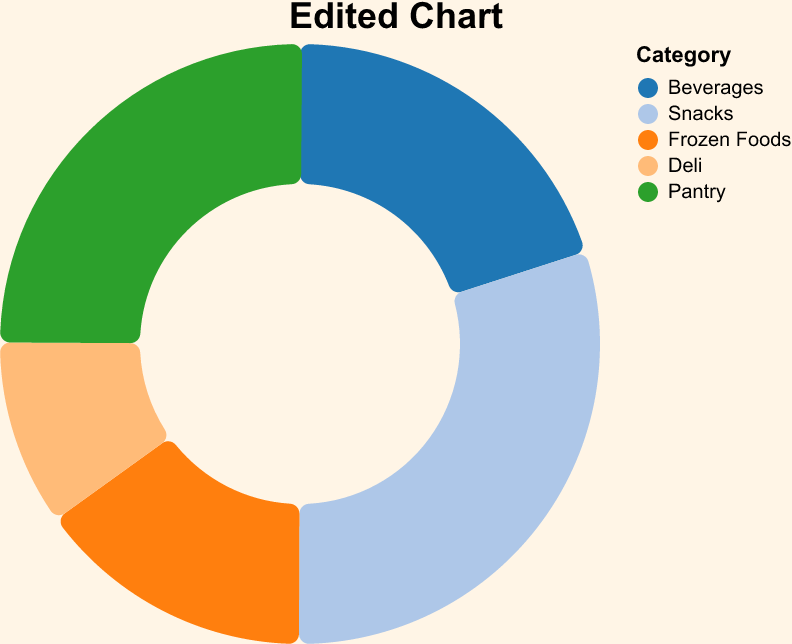 Edited Chart
Category
Beverages
Snacks
Frozen Foods
Deli
Pantry